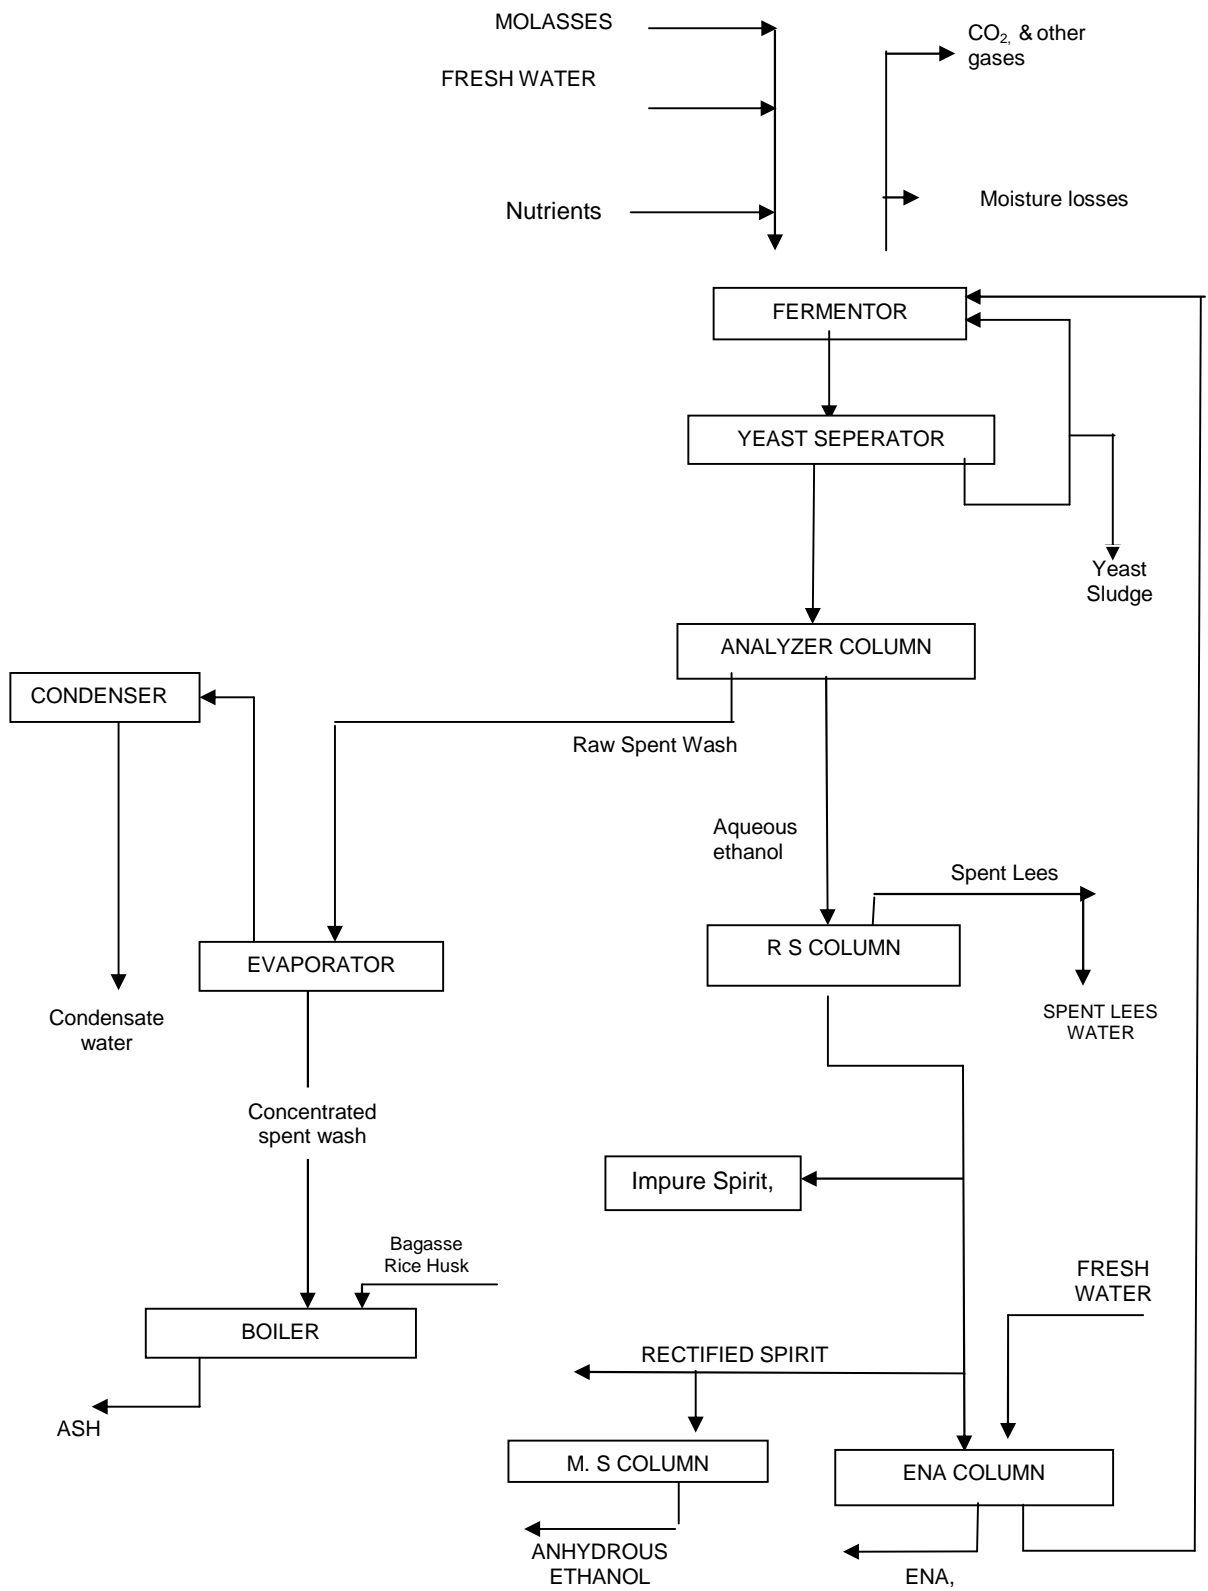 MOLASSES
CO2, & other
gases
FRESH WATER
Nutrients
Moisture losses
FERMENTOR
YEAST SEPERATOR
Yeast
Sludge
ANALYZER COLUMN
CONDENSER
Raw Spent Wash
Aqueous
ethanol
Spent Lees
R S COLUMN
EVAPORATOR
Condensate
water
SPENT LEES
WATER
Concentrated
spent wash
Impure Spirit,
Bagasse
Rice Husk
FRESH
WATER
BOILER
RECTIFIED SPIRIT
ASH
M. S COLUMN
ENA COLUMN
ANHYDROUS
ETHANOL
ENA,